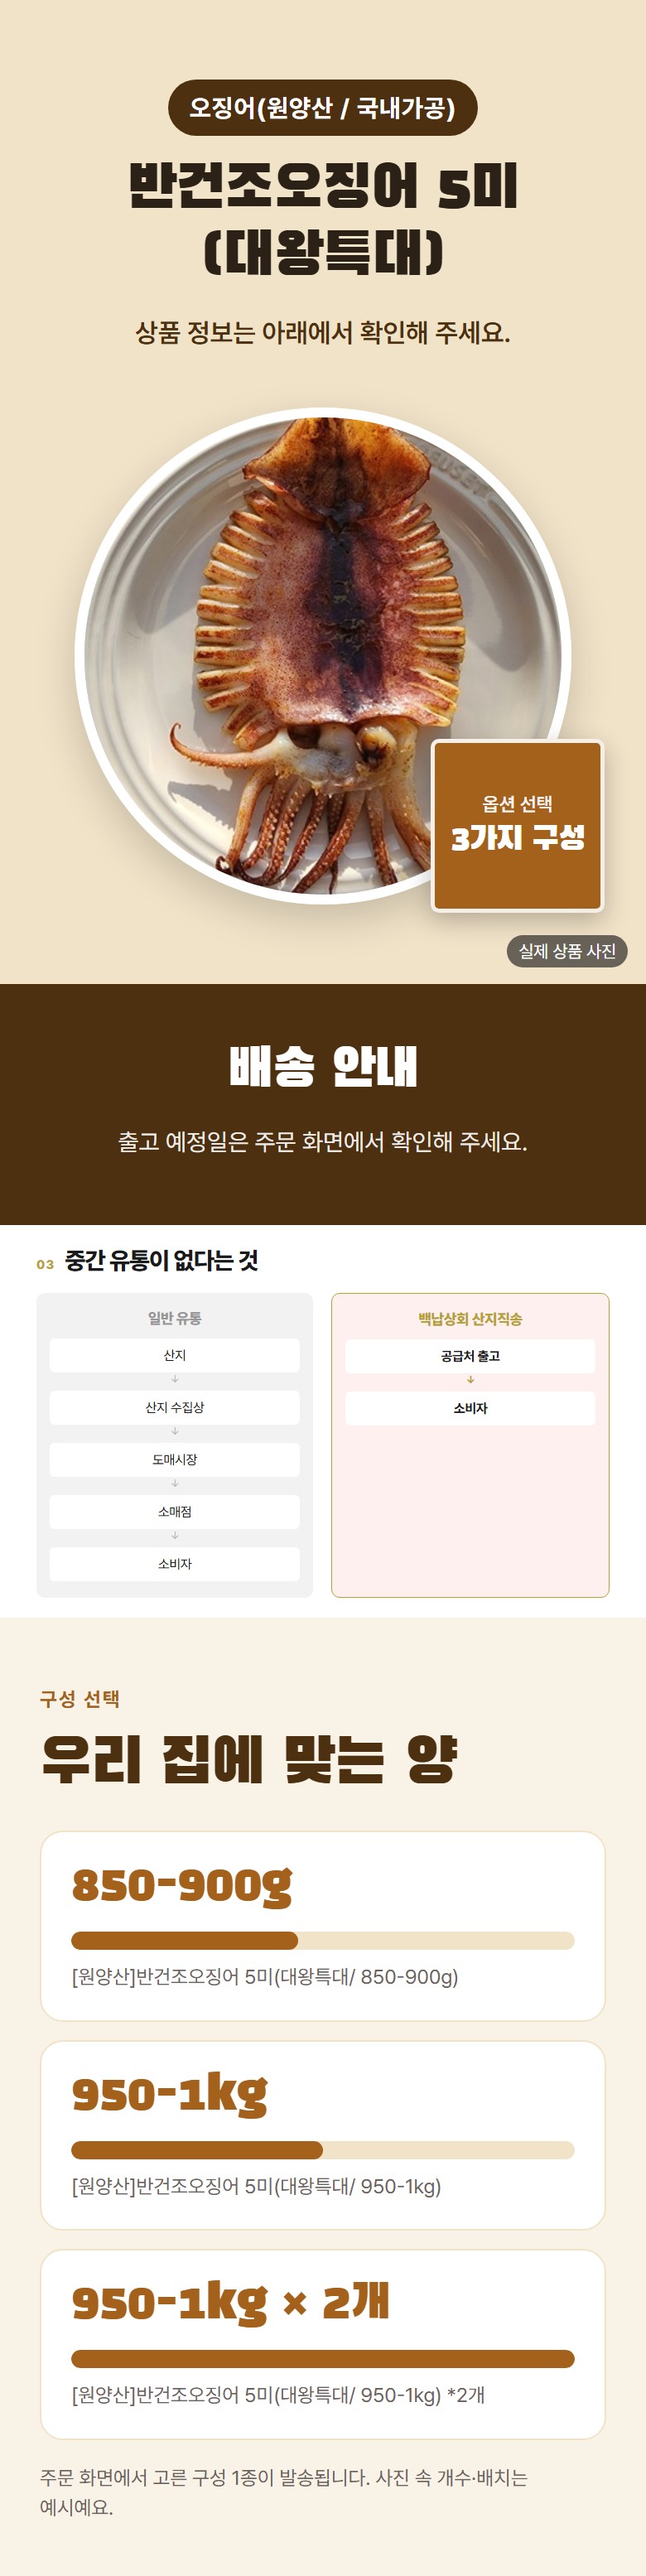 오징어(원양산 / 국내가공)
반건조오징어 5미
(대왕특대)
상품 정보는 아래에서 확인해 주세요.
옵션 선택
3가지 구성
실제 상품 사진
배송 안내
출고 예정일은 주문 화면에서 확인해 주세요.
03 중간 유통이 없다는 것
일반 유통
산지
↓
산지 수집상
↓
도매시장
↓
소매점
↓
소비자
백납상회 산지직송
공급처 출고
↓
소비자
구성 선택
우리 집에 맞는 양
850-900g
[원양산]반건조오징어 5미(대왕특대/ 850-900g)
950-1kg
[원양산]반건조오징어 5미(대왕특대/ 950-1kg)
950-1kg × 2개
[원양산]반건조오징어 5미(대왕특대/ 950-1kg) *2개
주문 화면에서 고른 구성 1종이 발송됩니다. 사진 속 개수·배치는
예시예요.